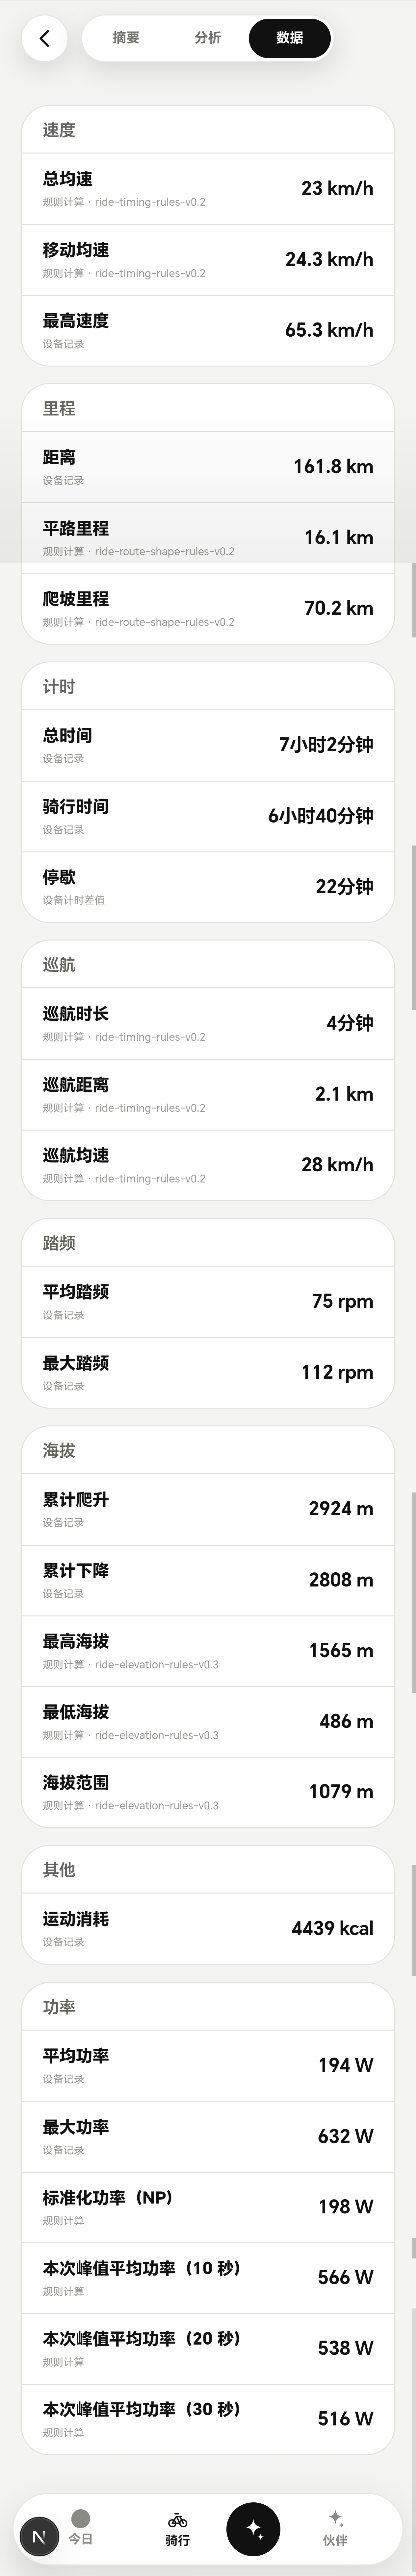 摘要 分析 数据
速度
总均速
规则计算 · ride-timing-rules-v0.2
23 km/h
移动均速
规则计算 · ride-timing-rules-v0.2
24.3 km/h
最高速度
设备记录
65.3 km/h
里程
距离
设备记录
161.8 km
平路里程
规则计算 · ride-route-shape-rules-v0.2
16.1 km
爬坡里程
规则计算 · ride-route-shape-rules-v0.2
70.2 km
计时
总时间
设备记录
7小时2分钟
骑行时间
设备记录
6小时40分钟
停歇
设备计时差值
22分钟
巡航
巡航时长
规则计算 · ride-timing-rules-v0.2
4分钟
巡航距离
规则计算 · ride-timing-rules-v0.2
2.1 km
巡航均速
规则计算 · ride-timing-rules-v0.2
28 km/h
踏频
平均踏频
设备记录
75 rpm
最大踏频
设备记录
112 rpm
海拔
累计爬升
设备记录
2924 m
累计下降
设备记录
2808 m
最高海拔
规则计算 · ride-elevation-rules-v0.3
1565 m
最低海拔
规则计算 · ride-elevation-rules-v0.3
486 m
海拔范围
规则计算 · ride-elevation-rules-v0.3
1079 m
其他
运动消耗
设备记录
4439 kcal
功率
平均功率
设备记录
194 W
最大功率
设备记录
632 W
标准化功率（NP）
规则计算
198 W
本次峰值平均功率（10 秒）
规则计算
566 W
本次峰值平均功率（20 秒）
规则计算
538 W
本次峰值平均功率（30 秒）
规则计算
516 W
N
今日 骑行 伙伴